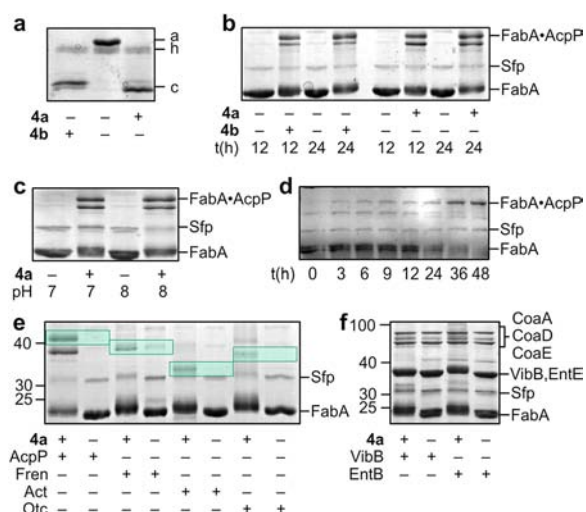 a
a
h
c
4a – – +
4b + – –
b
FabA•AcpP
Sfp
FabA
4a – – – – – + – +
4b – + – + – – – –
t(h) 12 12 24 24 12 12 24 24
c
FabA•AcpP
Sfp
FabA
4a – + – +
pH 7 7 8 8
d
FabA•AcpP
Sfp
FabA
t(h) 0 3 6 9 12 24 36 48
e
40
30
25
Sfp
FabA
4a + – + – + – + –
AcpP + + – – – – – –
Fren – – + + – – – –
Act – – – – + + – –
Otc – – – – – – + +
f
100
40
30
25
CoaA
CoaD
CoaE
VibB,EntE
Sfp
FabA
4a + – + –
VibB + + – –
EntB – – + +